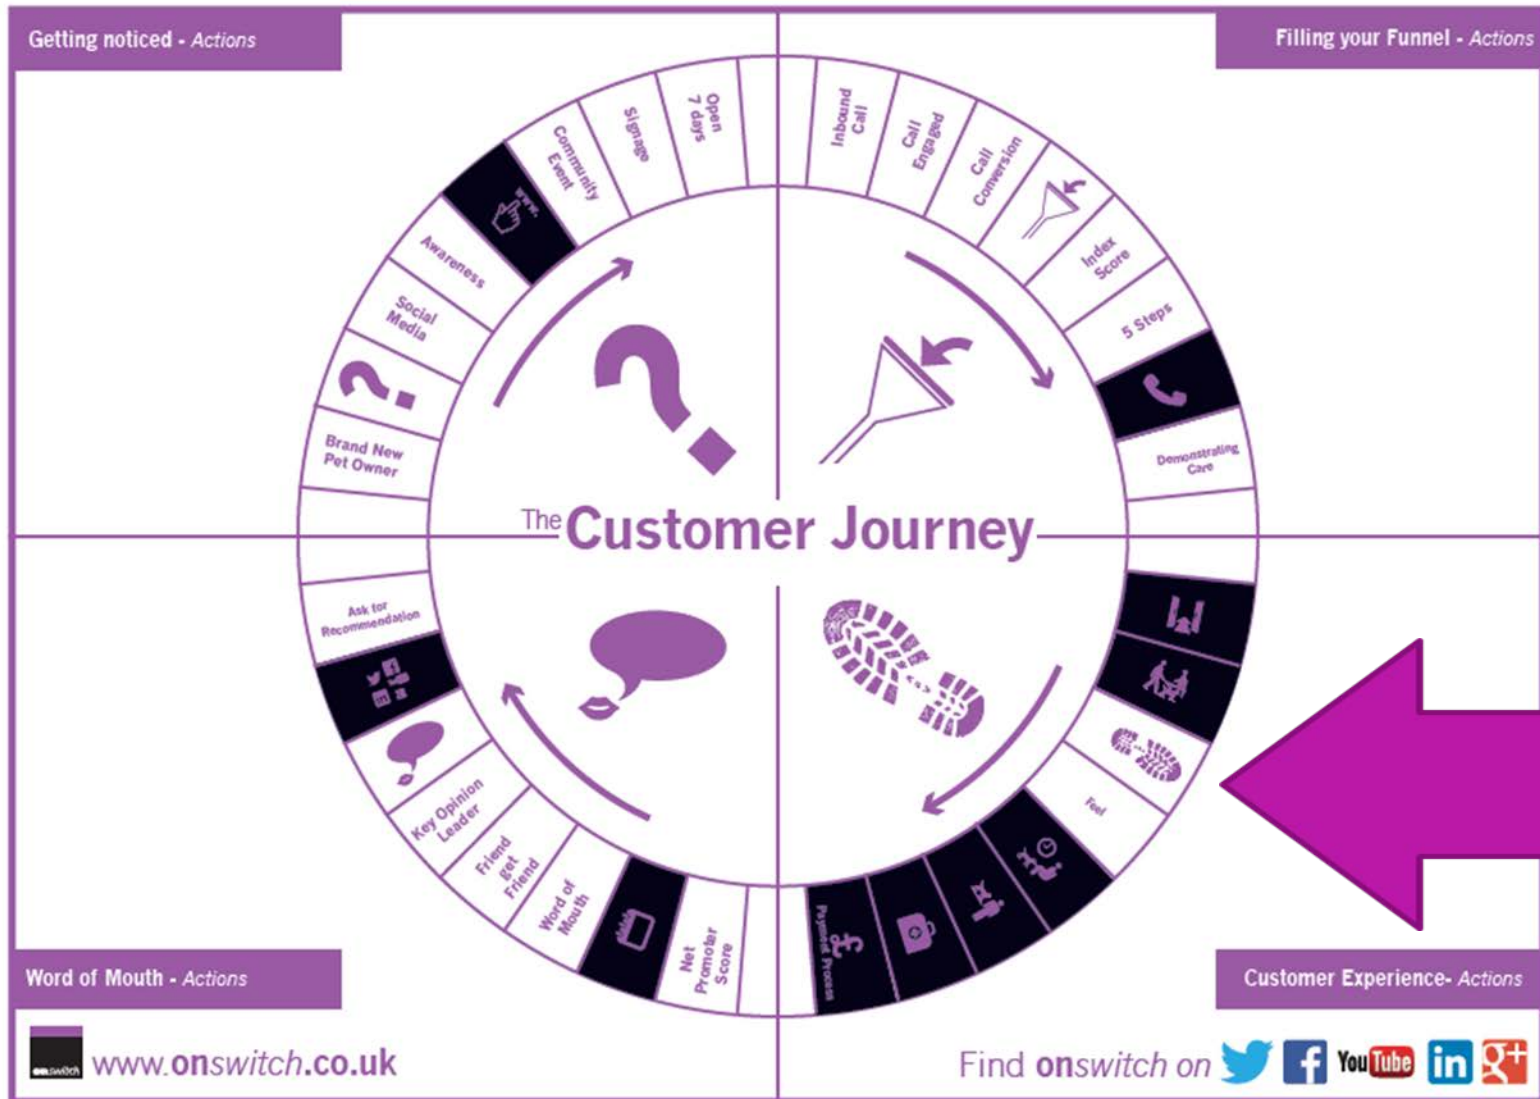 Getting noticed - Actions
Filling your Funnel - Actions
Open
7 days
Signage
Community
Event
www.
Awareness
Social
Media
Brand New
Pet Owner
Inbound
Call
Call
Engaged
Call
Conversion
Index
Score
5 Steps
Demonstrating
Care
The Customer Journey
Ask for
Recommendation
Key Opinion
Leader
Friend
get
Friend
Word of
Mouth
Net
Promoter
Score
Feel
£
Payment Process
Word of Mouth - Actions
Customer Experience- Actions
onswitch
www.onswitch.co.uk
Find onswitch on
f
You Tube
in
g+